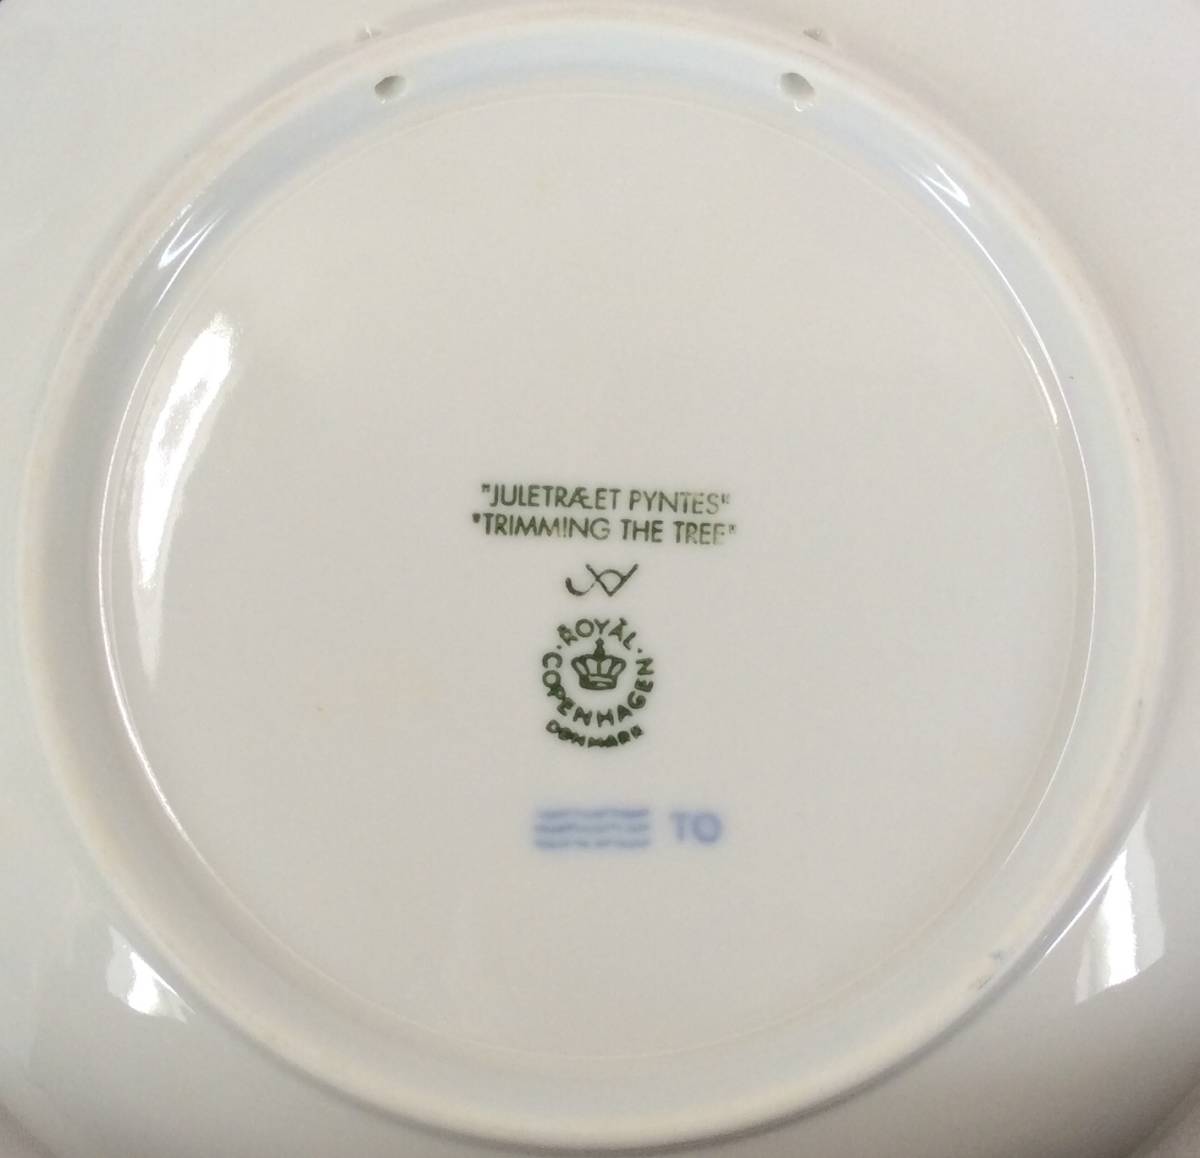 "JULETRÆET PYNTES"
"TRIMMING THE TREE"
ROYAL
COPENHAGEN
DENMARK
TO